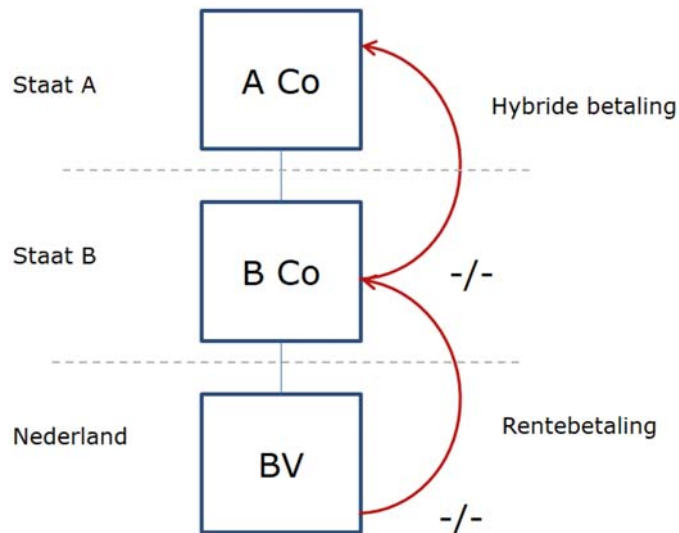 A Co
Staat A
Hybride betaling
Staat B
B Co
-/-
Nederland
Rentebetaling
BV
-/-